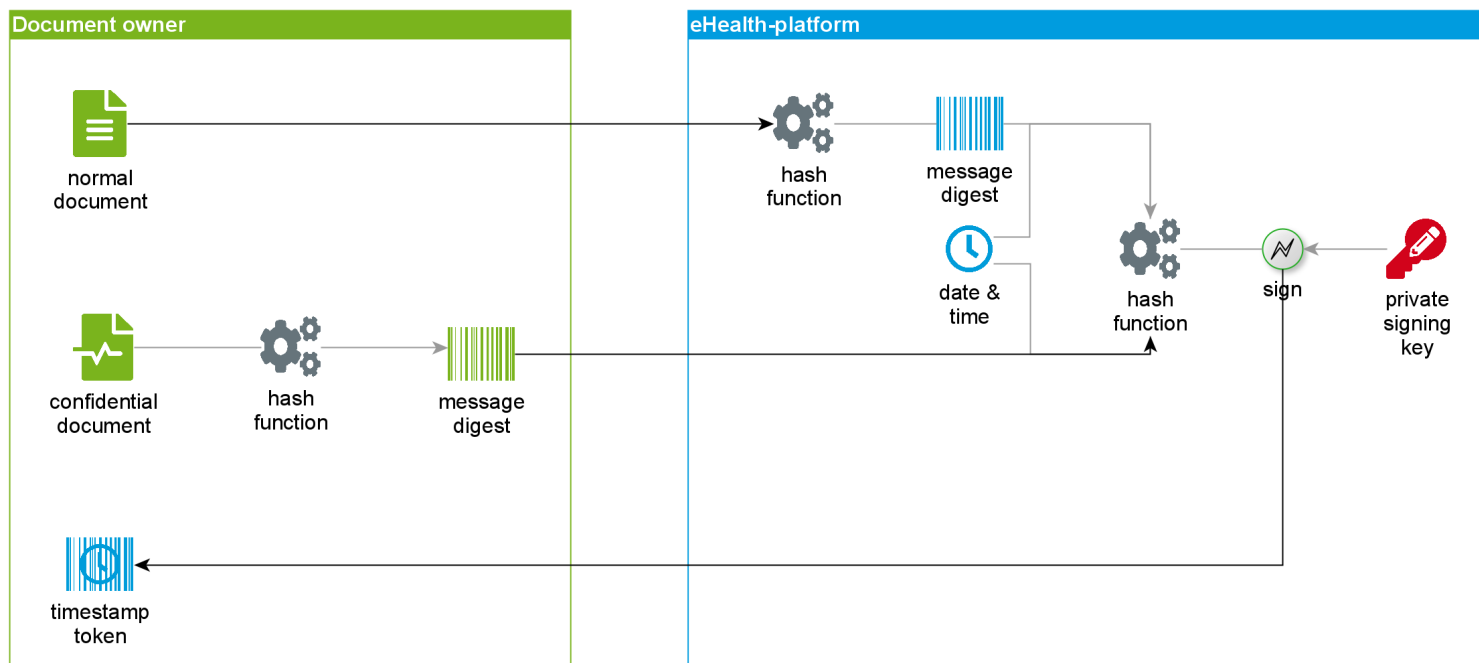 Document owner
eHealth-platform
normal
document
hash
function
message
digest
date &
time
hash
function
sign
private
signing
key
confidential
document
hash
function
message
digest
timestamp
token